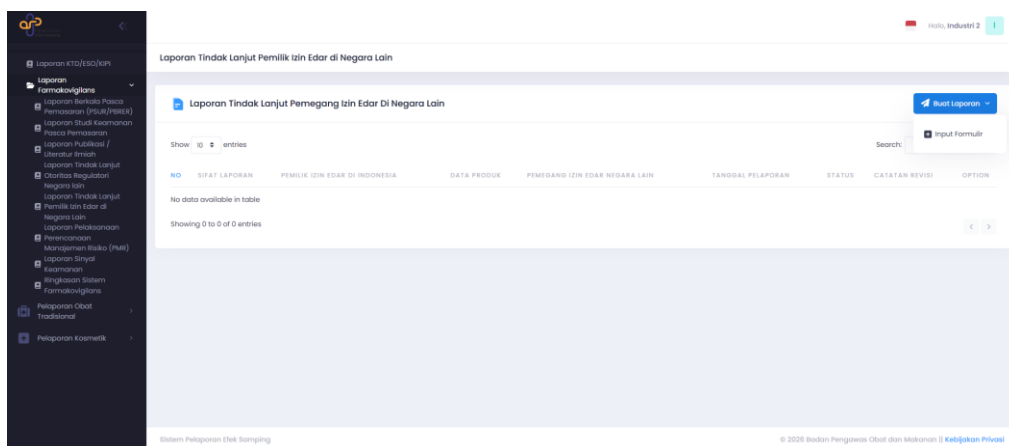 Hallo, Industri 2
I
Laporan KTD/ESO/KIPI
Laporan
Farmakovigilans
Laporan Berkala Pasca
Pemasaran (PSUR/PBRER)
Laporan Studi Keamanan
Pasca Pemasaran
Laporan Publikasi /
Literatur Ilmiah
Laporan Tindak Lanjut
Otoritas Regulatori
Negara lain
Laporan Tindak Lanjut
Pemilik Izin Edar di
Negara Lain
Laporan Pelaksanaan
Perencanaan
Manajemen Risiko (PMR)
Laporan Sinyal
Keamanan
Ringkasan Sistem
Farmakovigilans
Pelaporan Obat
Tradisional
Pelaporan Kosmetik
Laporan Tindak Lanjut Pemilik Izin Edar di Negara Lain
Laporan Tindak Lanjut Pemegang Izin Edar Di Negara Lain
Buat Laporan
Input Formulir
Show 10 entries
Search:
NO SIFAT LAPORAN PEMILIK IZIN EDAR DI INDONESIA DATA PRODUK PEMEGANG IZIN EDAR NEGARA LAIN TANGGAL PELAPORAN STATUS CATATAN REVISI OPTION
No data available in table
Showing 0 to 0 of 0 entries
Sistem Pelaporan Efek Samping
© 2026 Badan Pengawas Obat dan Makanan || Kebijakan Privasi